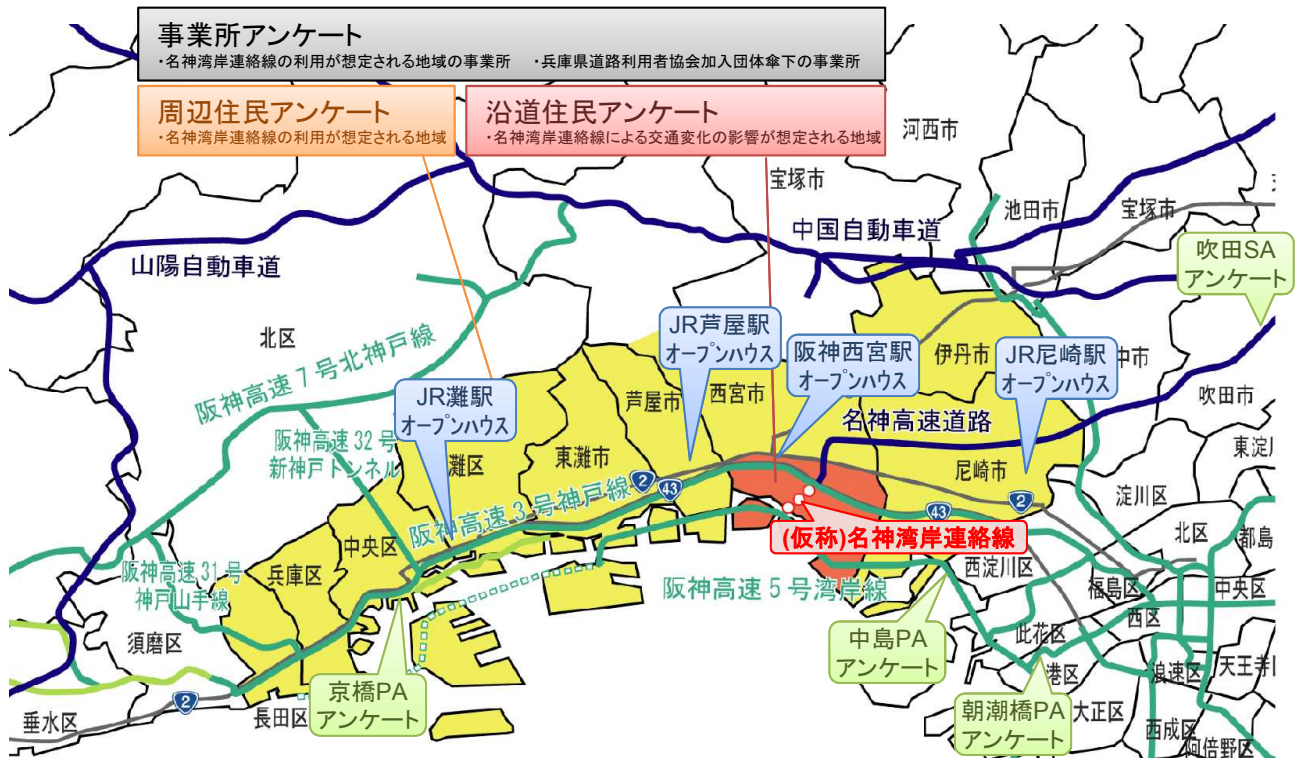 事業所アンケート
・名神湾岸連絡線の利用が想定される地域の事業所 ・兵庫県道路利用者協会加入団体傘下の事業所
周辺住民アンケート
・名神湾岸連絡線の利用が想定される地域
沿道住民アンケート
・名神湾岸連絡線による交通変化の影響が想定される地域
河西市
宝塚市
池田市
宝塚市
中国自動車道
山陽自動車道
吹田SA
アンケート
北区
阪神高速7号北神戸線
JR芦屋駅
オープンハウス
阪神西宮駅
オープンハウス
伊丹市
JR尼崎駅
オープンハウス
中市
吹田市
JR灘駅
オープンハウス
芦屋市
西宮市
名神高速道路
阪神高速32号
新神戸トンネル
灘区
東灘市
東淀川
尼崎市
淀川区
2
43
2
43
阪神高速3号神戸線
(仮称)名神湾岸連絡線
北区
都島
中央区
兵庫区
阪神高速31号
神戸山手線
阪神高速5号湾岸線
西淀川区
福島区
中央区
西区
須磨区
此花区
中島PA
アンケート
港区
浪速区
天王寺
京橋PA
アンケート
2
垂水区
長田区
朝潮橋PA
アンケート
大正区
西成区
阿倍野区